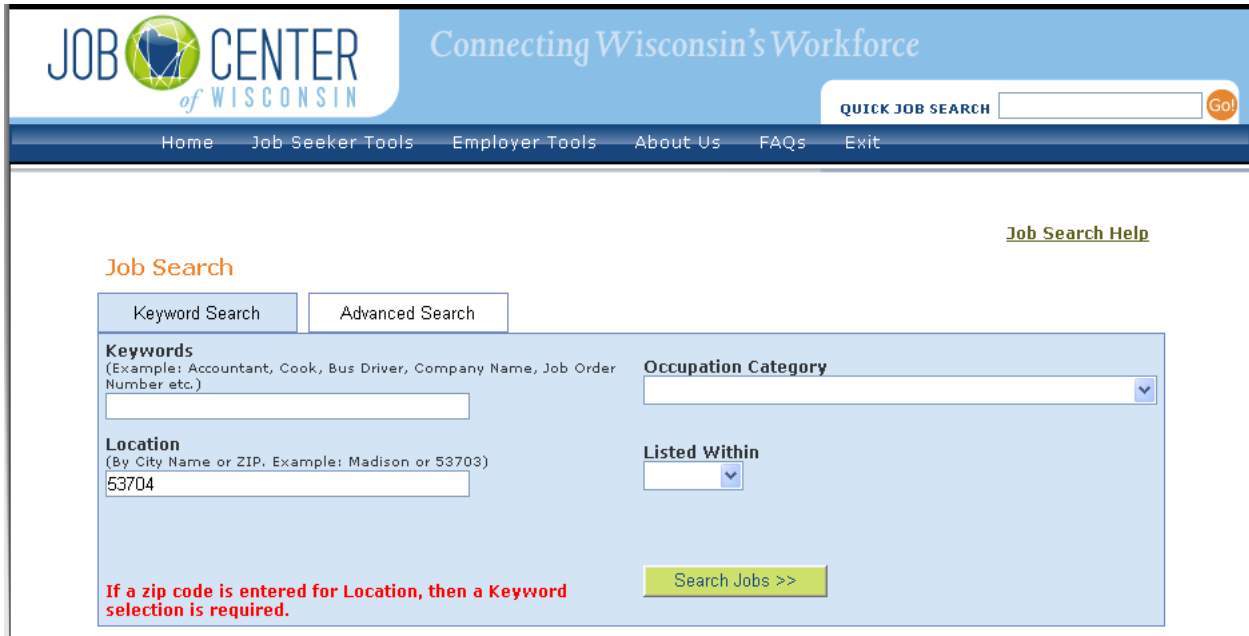 JOB CENTER
of WISCONSIN
Connecting Wisconsin's Workforce
QUICK JOB SEARCH
Go!
Home Job Seeker Tools Employer Tools About Us FAQs Exit
Job Search Help
Job Search
Keyword Search Advanced Search
Keywords
(Example: Accountant, Cook, Bus Driver, Company Name, Job Order
Number etc.)
Occupation Category
Location
(By City Name or ZIP. Example: Madison or 53703)
53704
Listed Within
If a zip code is entered for Location, then a Keyword
selection is required.
Search Jobs >>